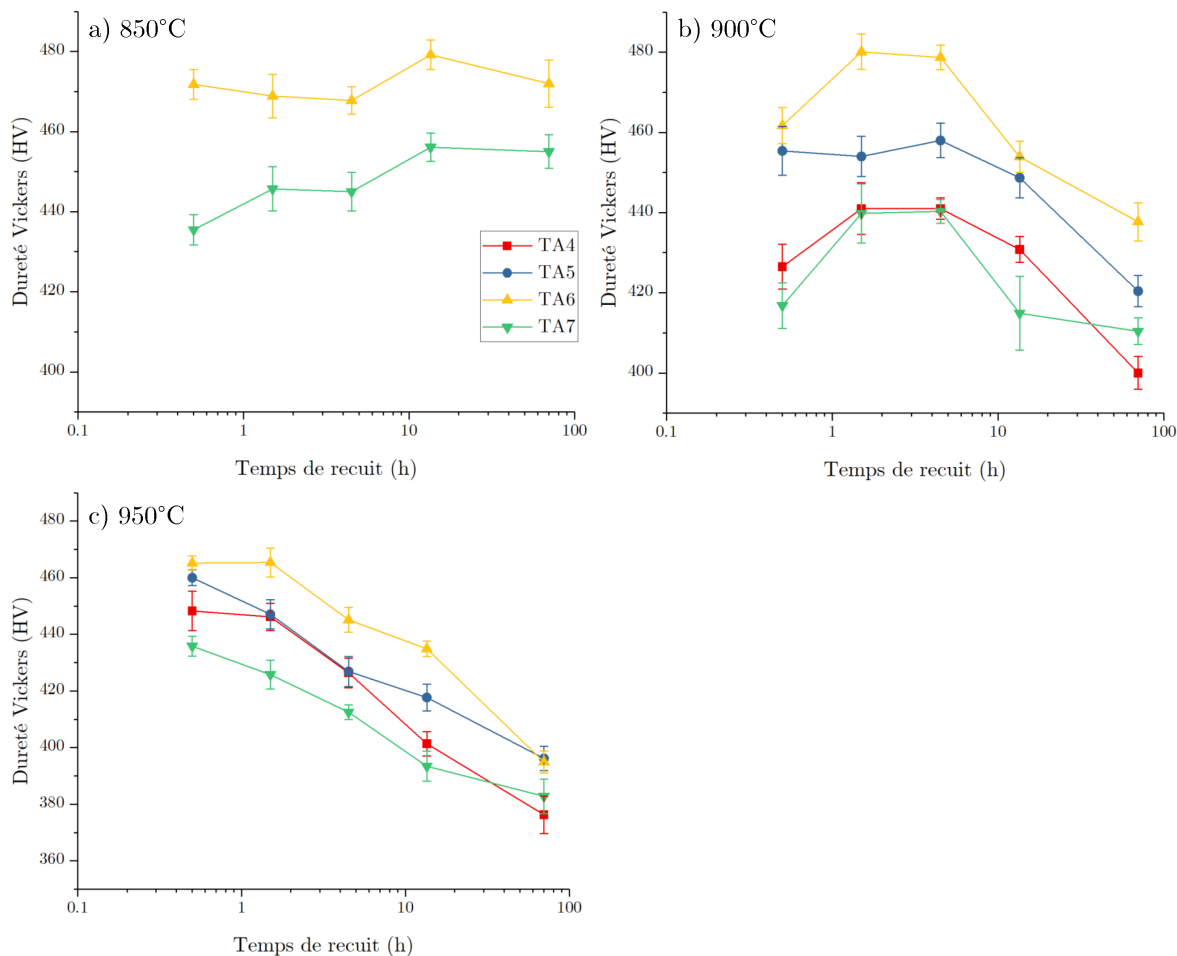 a) 850°C
480
460
440
420
400
Dureté Vickers (HV)
TA4
TA5
TA6
TA7
0.1
1
10
100
Temps de recuit (h)
b) 900°C
480
460
440
420
400
Dureté Vickers (HV)
0.1
1
10
100
Temps de recuit (h)
c) 950°C
480
460
440
420
400
380
360
Dureté Vickers (HV)
0.1
1
10
100
Temps de recuit (h)